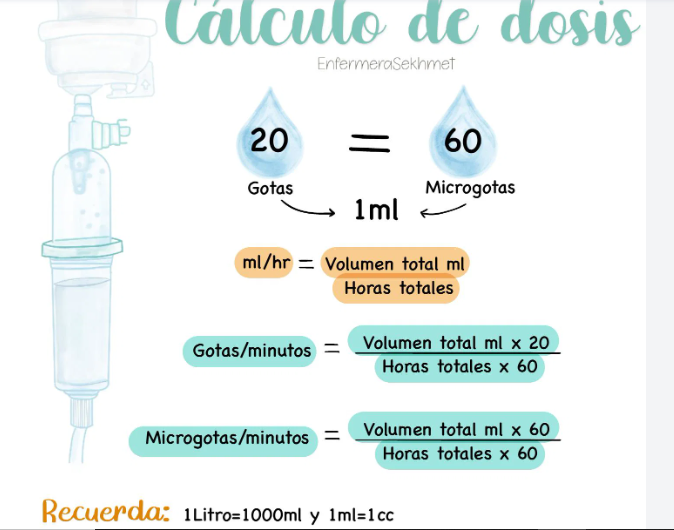 Cálculo de dosis
EnfermeraSekhmet
20 = 60
Gotas Microgotas
1ml
ml/hr = Volumen total ml
Horas totales
Gotas/minutos = Volumen total ml x 20
Horas totales x 60
Microgotas/minutos = Volumen total ml x 60
Horas totales x 60
Recuerda: 1Litro=1000ml y 1ml=1cc